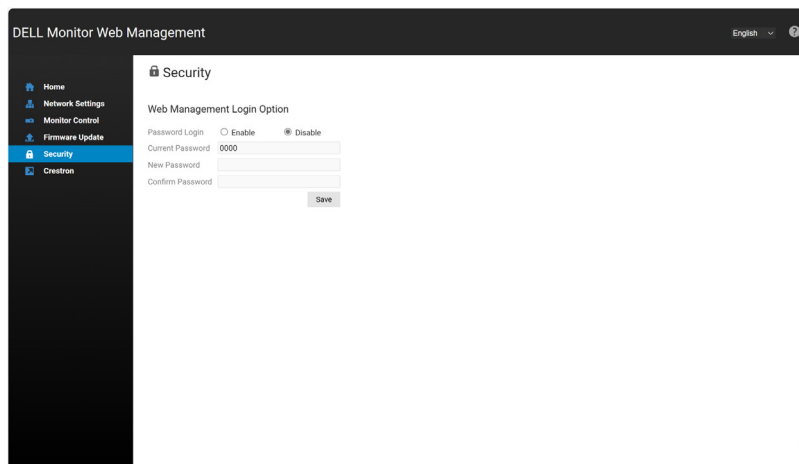 DELL Monitor Web Management
English
?
Home
Network Settings
Monitor Control
Firmware Update
Security
Crestron
Security
Web Management Login Option
Password Login Enable Disable
Current Password 0000
New Password
Confirm Password
Save